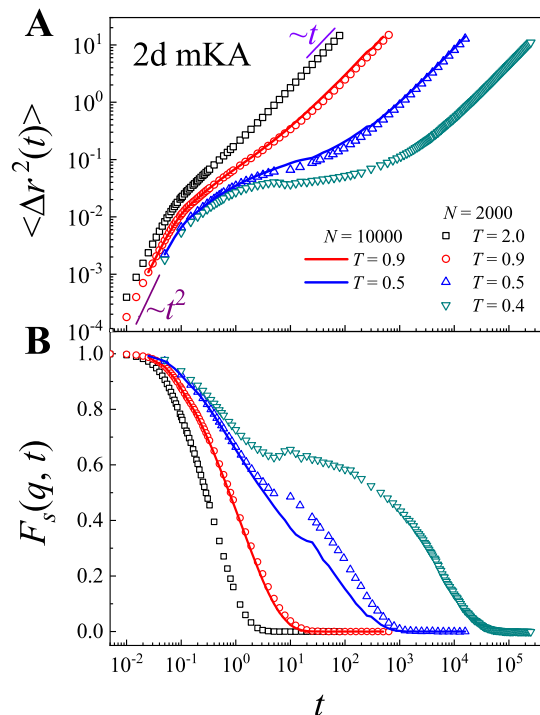 A
2d mKA
~t
10¹
10⁰
10⁻¹
10⁻²
10⁻³
10⁻⁴
<Δr²(t)>
~t²
N = 10000
T = 0.9
T = 0.5
N = 2000
T = 2.0
T = 0.9
T = 0.5
T = 0.4
B
1.0
0.8
0.6
0.4
0.2
0.0
Fₛ(q, t)
10⁻² 10⁻¹ 10⁰ 10¹ 10² 10³ 10⁴ 10⁵
t